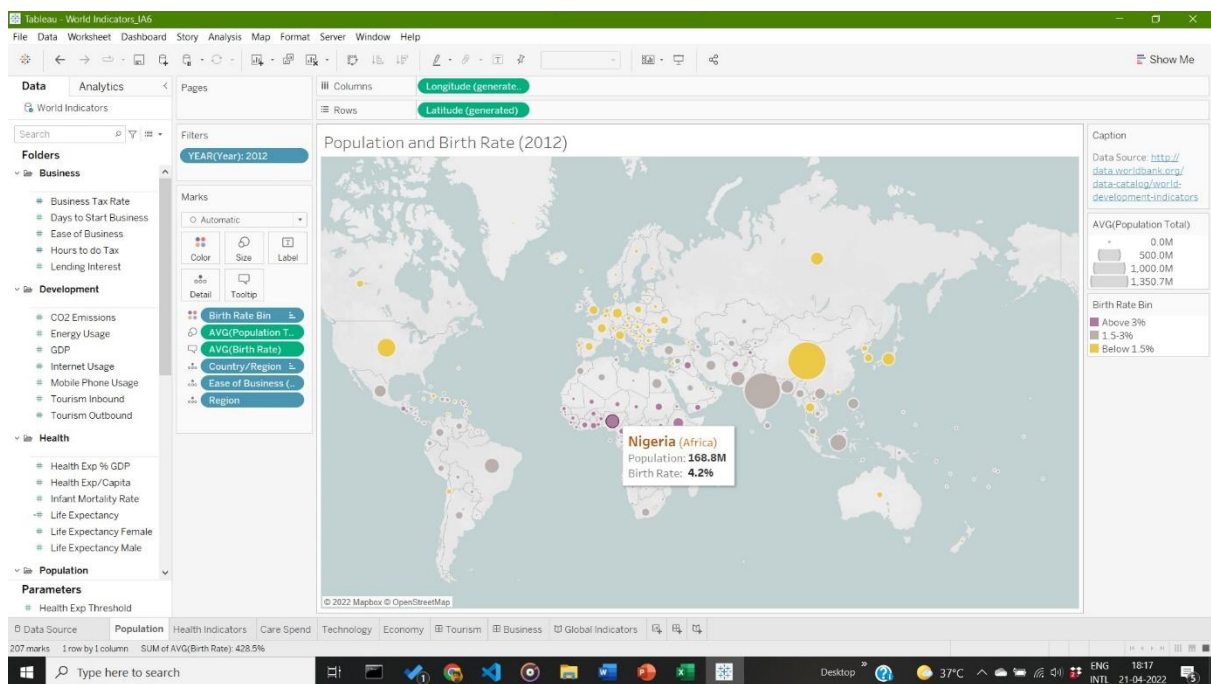 Tableau - World Indicators_IA6
File Data Worksheet Dashboard Story Analysis Map Format Server Window Help
Show Me
Data Analytics
World Indicators
Search
Folders
Business
Business Tax Rate
Days to Start Business
Ease of Business
Hours to do Tax
Lending Interest
Development
CO2 Emissions
Energy Usage
GDP
Internet Usage
Mobile Phone Usage
Tourism Inbound
Tourism Outbound
Health
Health Exp % GDP
Health Exp/Capita
Infant Mortality Rate
Life Expectancy
Life Expectancy Female
Life Expectancy Male
Population
Parameters
Health Exp Threshold
Pages
Filters
YEAR(Year): 2012
Marks
Automatic
Color Size Label
Detail Tooltip
Birth Rate Bin
AVG(Population T..
AVG(Birth Rate)
Country/Region
Ease of Business (..
Region
Columns Longitude (generate..
Rows Latitude (generated)
Population and Birth Rate (2012)
Nigeria (Africa)
Population: 168.8M
Birth Rate: 4.2%
© 2022 Mapbox © OpenStreetMap
Caption
Data Source: http://
data.worldbank.org/
data-catalog/world-
development-indicators
AVG(Population Total)
0.0M
500.0M
1,000.0M
1,350.7M
Birth Rate Bin
Above 3%
1.5-3%
Below 1.5%
Data Source Population Health Indicators Care Spend Technology Economy Tourism Business Global Indicators
207 marks 1 row by 1 column SUM of AVG(Birth Rate): 428.5%
Type here to search
Desktop 37°C ENG 18:17
INTL 21-04-2022